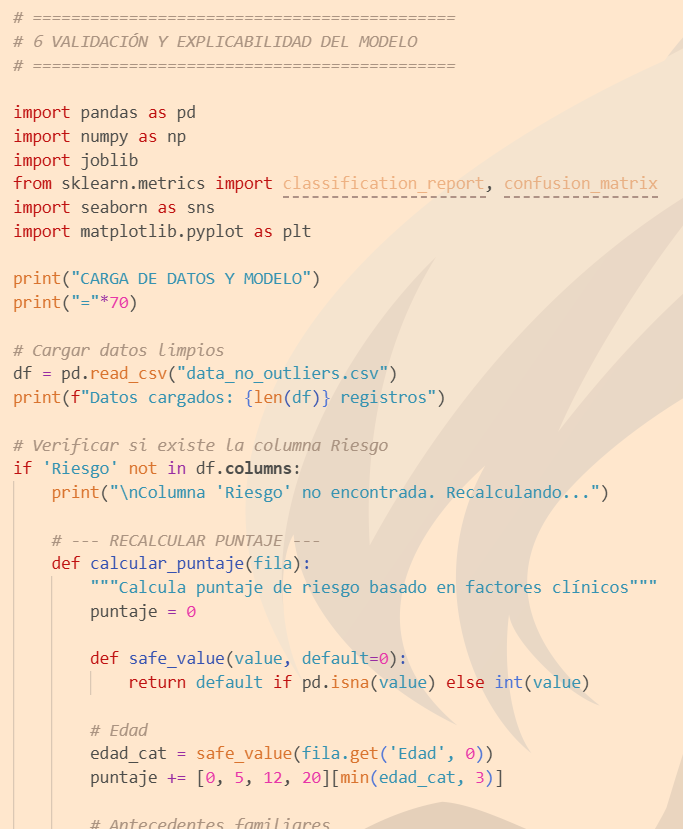 # ============================================
# 6 VALIDACIÓN Y EXPLICABILIDAD DEL MODELO
# ============================================
import pandas as pd
import numpy as np
import joblib
from sklearn.metrics import classification_report, confusion_matrix
import seaborn as sns
import matplotlib.pyplot as plt
print("CARGA DE DATOS Y MODELO")
print("="*70)
# Cargar datos limpios
df = pd.read_csv("data_no_outliers.csv")
print(f"Datos cargados: {len(df)} registros")
# Verificar si existe la columna Riesgo
if 'Riesgo' not in df.columns:
    print("\nColumna 'Riesgo' no encontrada. Recalculando...")
    # --- RECALCULAR PUNTAJE ---
    def calcular_puntaje(fila):
        """Calcula puntaje de riesgo basado en factores clínicos"""
        puntaje = 0
        def safe_value(value, default=0):
            return default if pd.isna(value) else int(value)
        # Edad
        edad_cat = safe_value(fila.get('Edad', 0))
        puntaje += [0, 5, 12, 20][min(edad_cat, 3)]
        # Antecedentes familiares